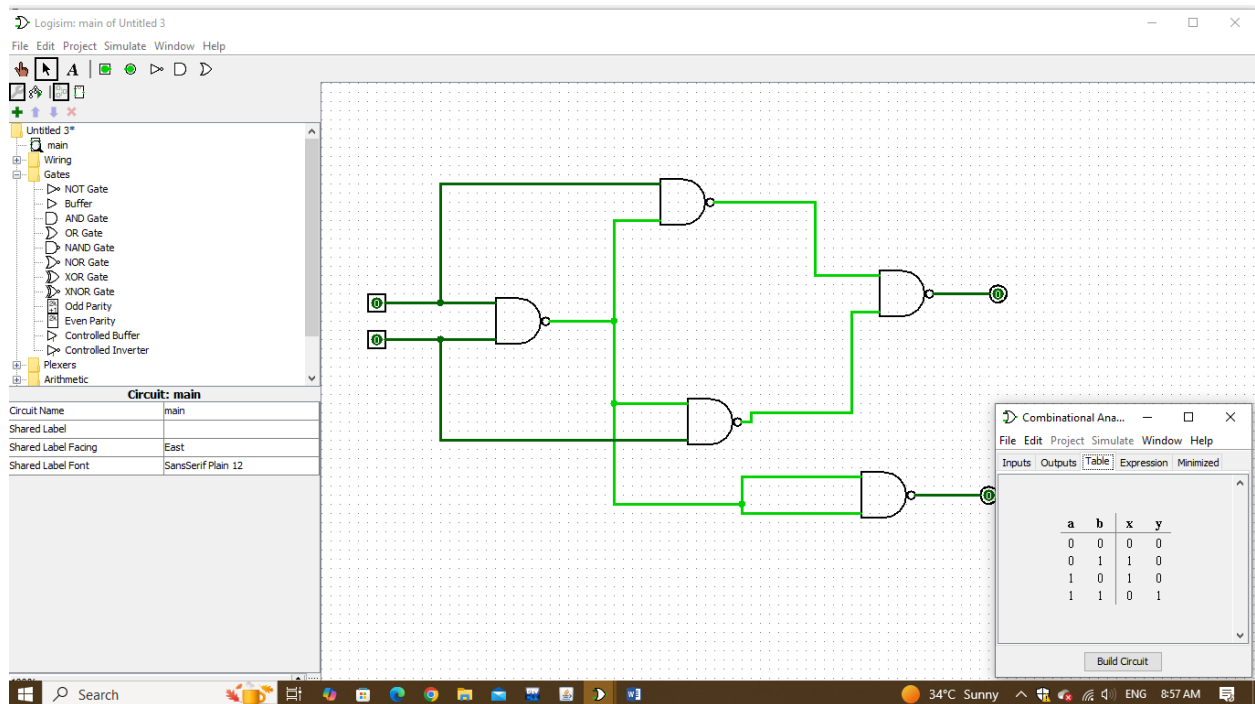 Logisim: main of Untitled 3
File Edit Project Simulate Window Help
A
Untitled 3*
main
Wiring
Gates
NOT Gate
Buffer
AND Gate
OR Gate
NAND Gate
NOR Gate
XOR Gate
XNOR Gate
Odd Parity
Even Parity
Controlled Buffer
Controlled Inverter
Plexers
Arithmetic
Circuit: main
Circuit Name main
Shared Label
Shared Label Facing East
Shared Label Font SansSerif Plain 12
0
0
0
0
Combinational Ana...
File Edit Project Simulate Window Help
Inputs Outputs Table Expression Minimized
a b x y
0 0 0 0
0 1 1 0
1 0 1 0
1 1 0 1
Build Circuit
Search
34°C Sunny ENG 8:57 AM